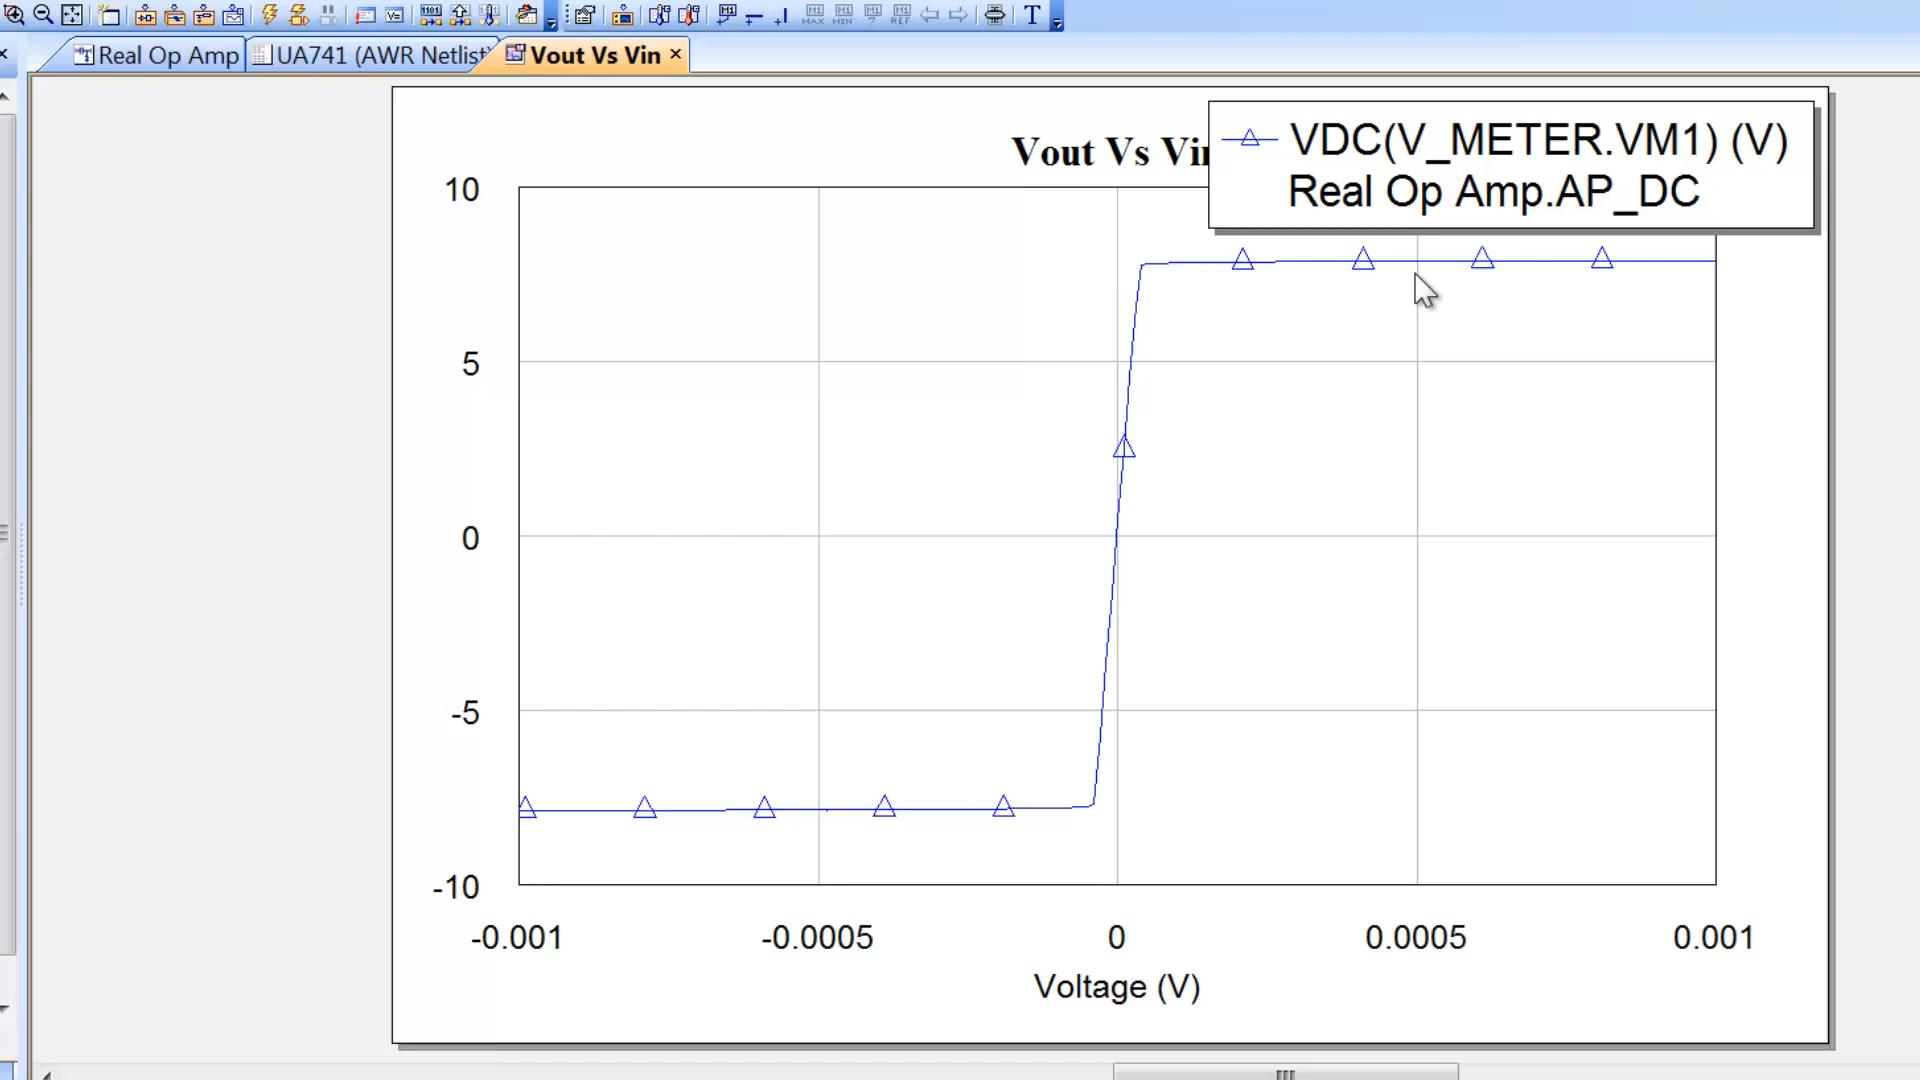 Real Op Amp
UA741 (AWR Netlist)
Vout Vs Vin
Vout Vs Vin
VDC(V_METER.VM1) (V)
Real Op Amp.AP_DC
10
5
0
-5
-10
-0.001
-0.0005
0
0.0005
0.001
Voltage (V)